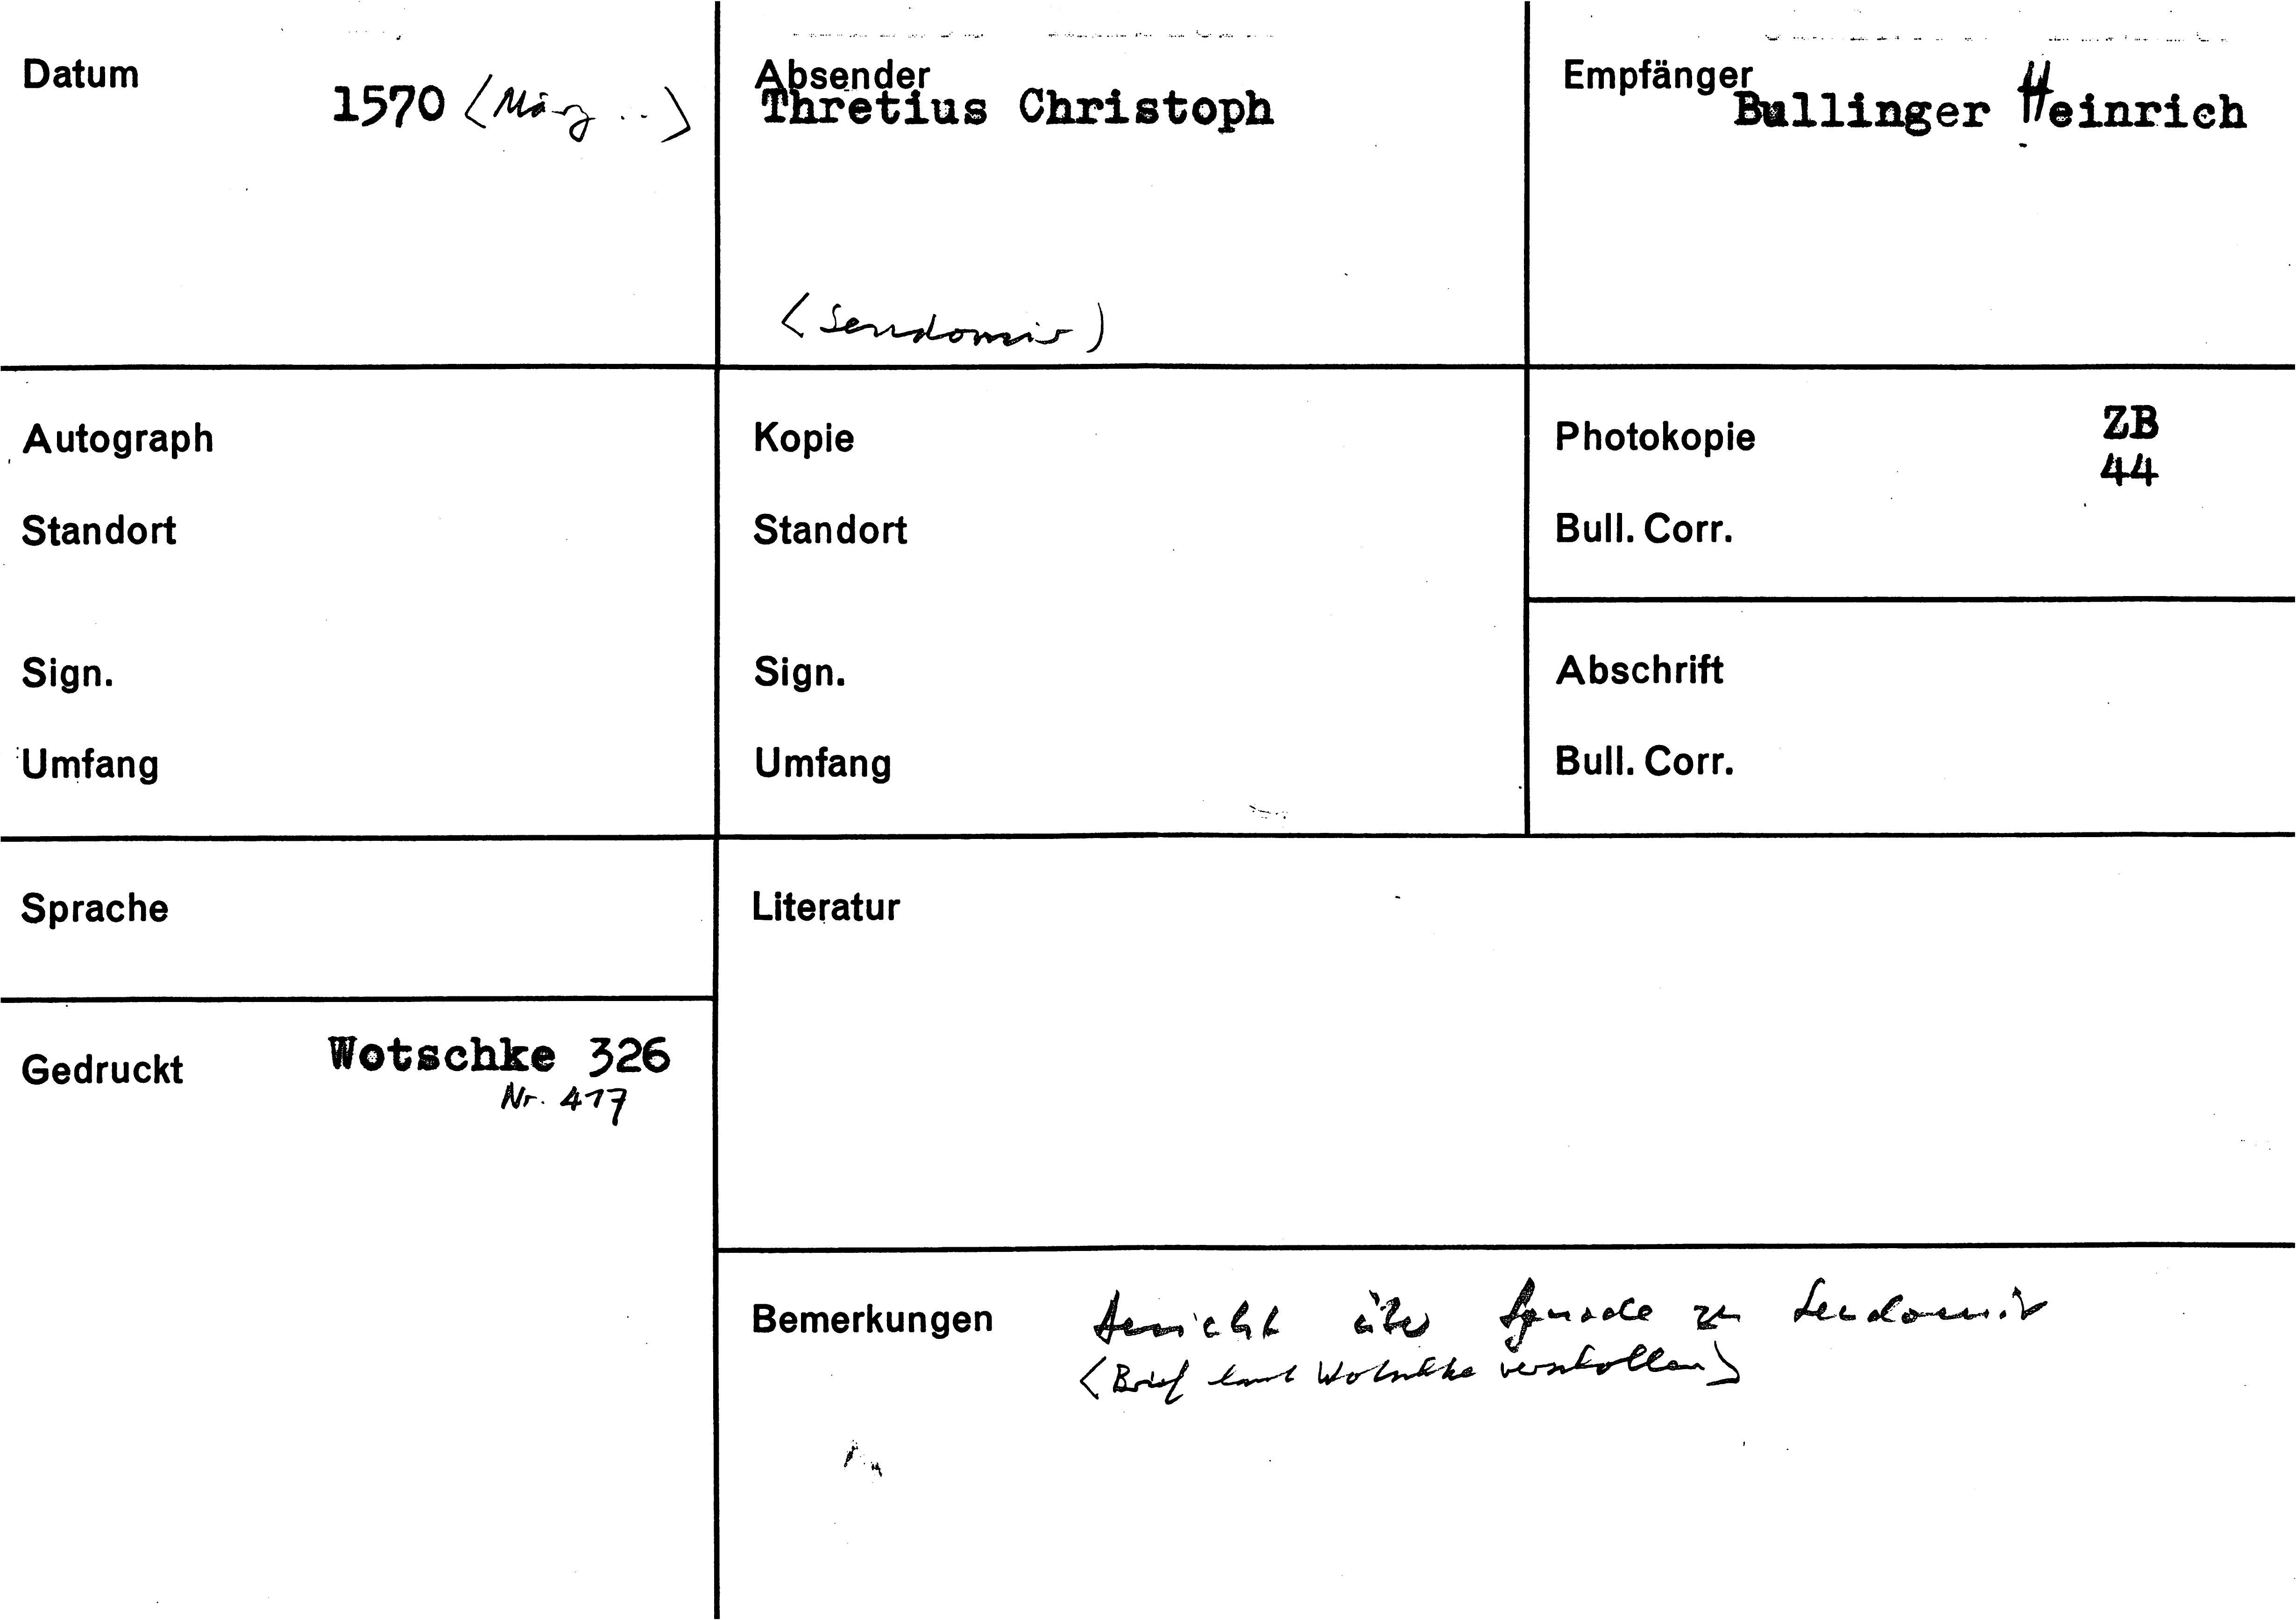 Datum
1570 <März ..>
Absender
Thretius Christoph
<Sendomir)
Empfänger
Bullinger Heinrich
Autograph
Standort
Sign.
Umfang
Kopie
Standort
Sign.
Umfang
Photokopie ZB
44
Bull. Corr.
Abschrift
Bull. Corr.
Sprache
Literatur
Gedruckt Wotschke 326
Nr. 417
Bemerkungen Bericht über Synode zu Sendomir
<Brief laut Wotschke verschollen>